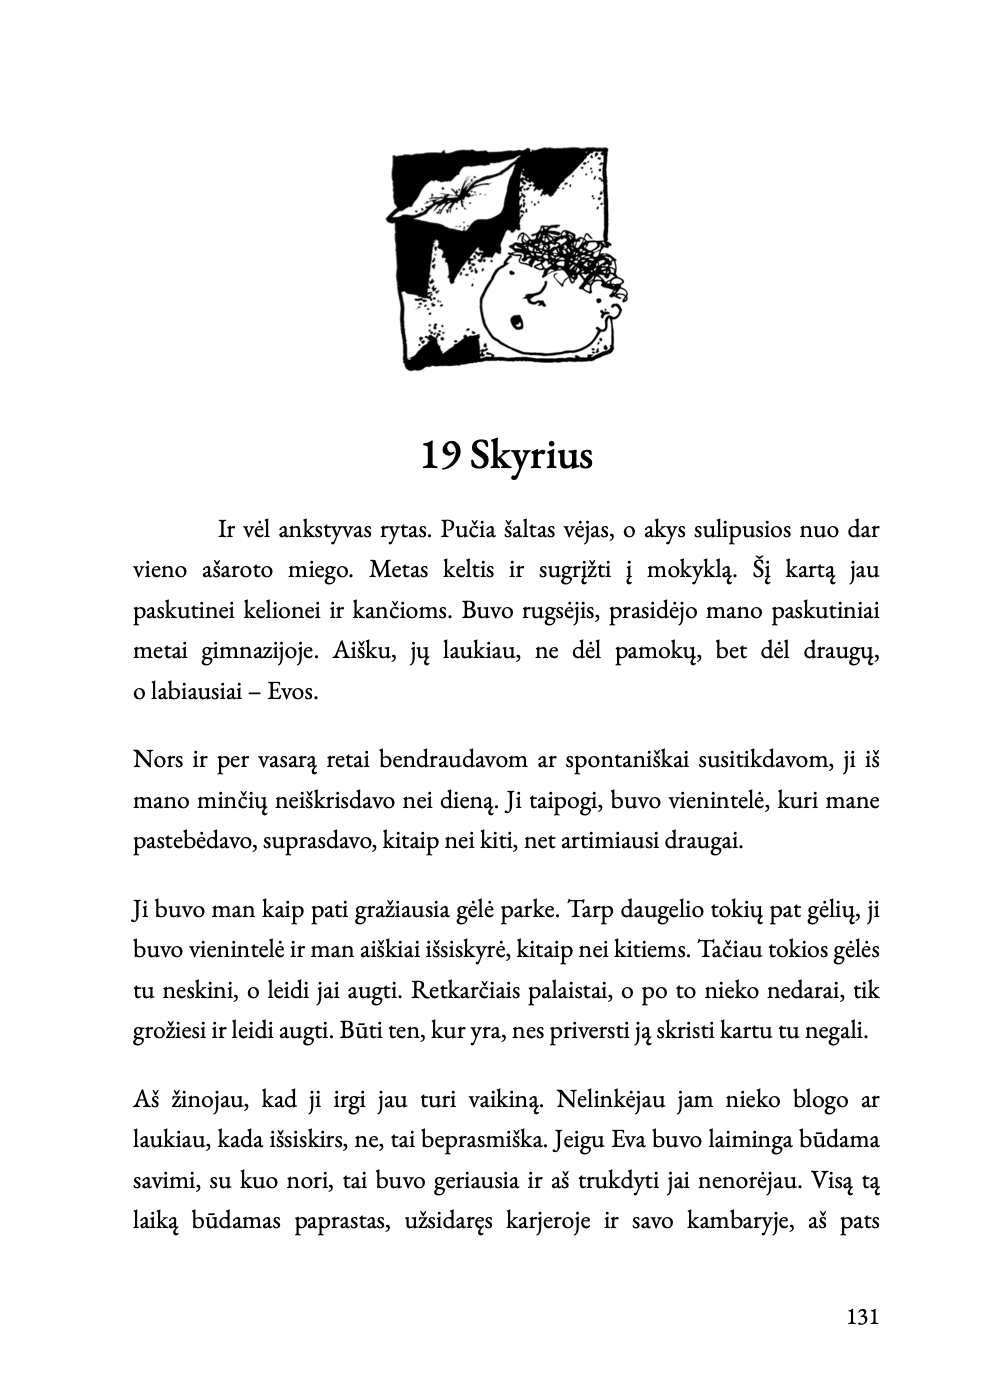 19 Skyrius
Ir vėl ankstyvas rytas. Pučia šaltas vėjas, o akys sulipusios nuo dar
vieno ašaroto miego. Metas keltis ir sugrįžti į mokyklą. Šį kartą jau
paskutinei kelionei ir kančioms. Buvo rugsėjis, prasidėjo mano paskutiniai
metai gimnazijoje. Aišku, jų laukiau, ne dėl pamokų, bet dėl draugų,
o labiausiai – Evos.
Nors ir per vasarą retai bendraudavom ar spontaniškai susitikdavom, ji iš
mano minčių neiškrisdavo nei dieną. Ji taipogi, buvo vienintelė, kuri mane
pastebėdavo, suprasdavo, kitaip nei kiti, net artimiausi draugai.
Ji buvo man kaip pati gražiausia gėlė parke. Tarp daugelio tokių pat gėlių, ji
buvo vienintelė ir man aiškiai išsiskyrė, kitaip nei kitiems. Tačiau tokios gėlės
tu neskini, o leidi jai augti. Retkarčiais palaistai, o po to nieko nedarai, tik
grožiesi ir leidi augti. Būti ten, kur yra, nes priversti ją skristi kartu tu negali.
Aš žinojau, kad ji irgi jau turi vaikiną. Nelinkėjau jam nieko blogo ar
laukiau, kada išsiskirs, ne, tai beprasmiška. Jeigu Eva buvo laiminga būdama
savimi, su kuo nori, tai buvo geriausia ir aš trukdyti jai nenorėjau. Visą tą
laiką būdamas paprastas, užsidaręs karjeroje ir savo kambaryje, aš pats
131